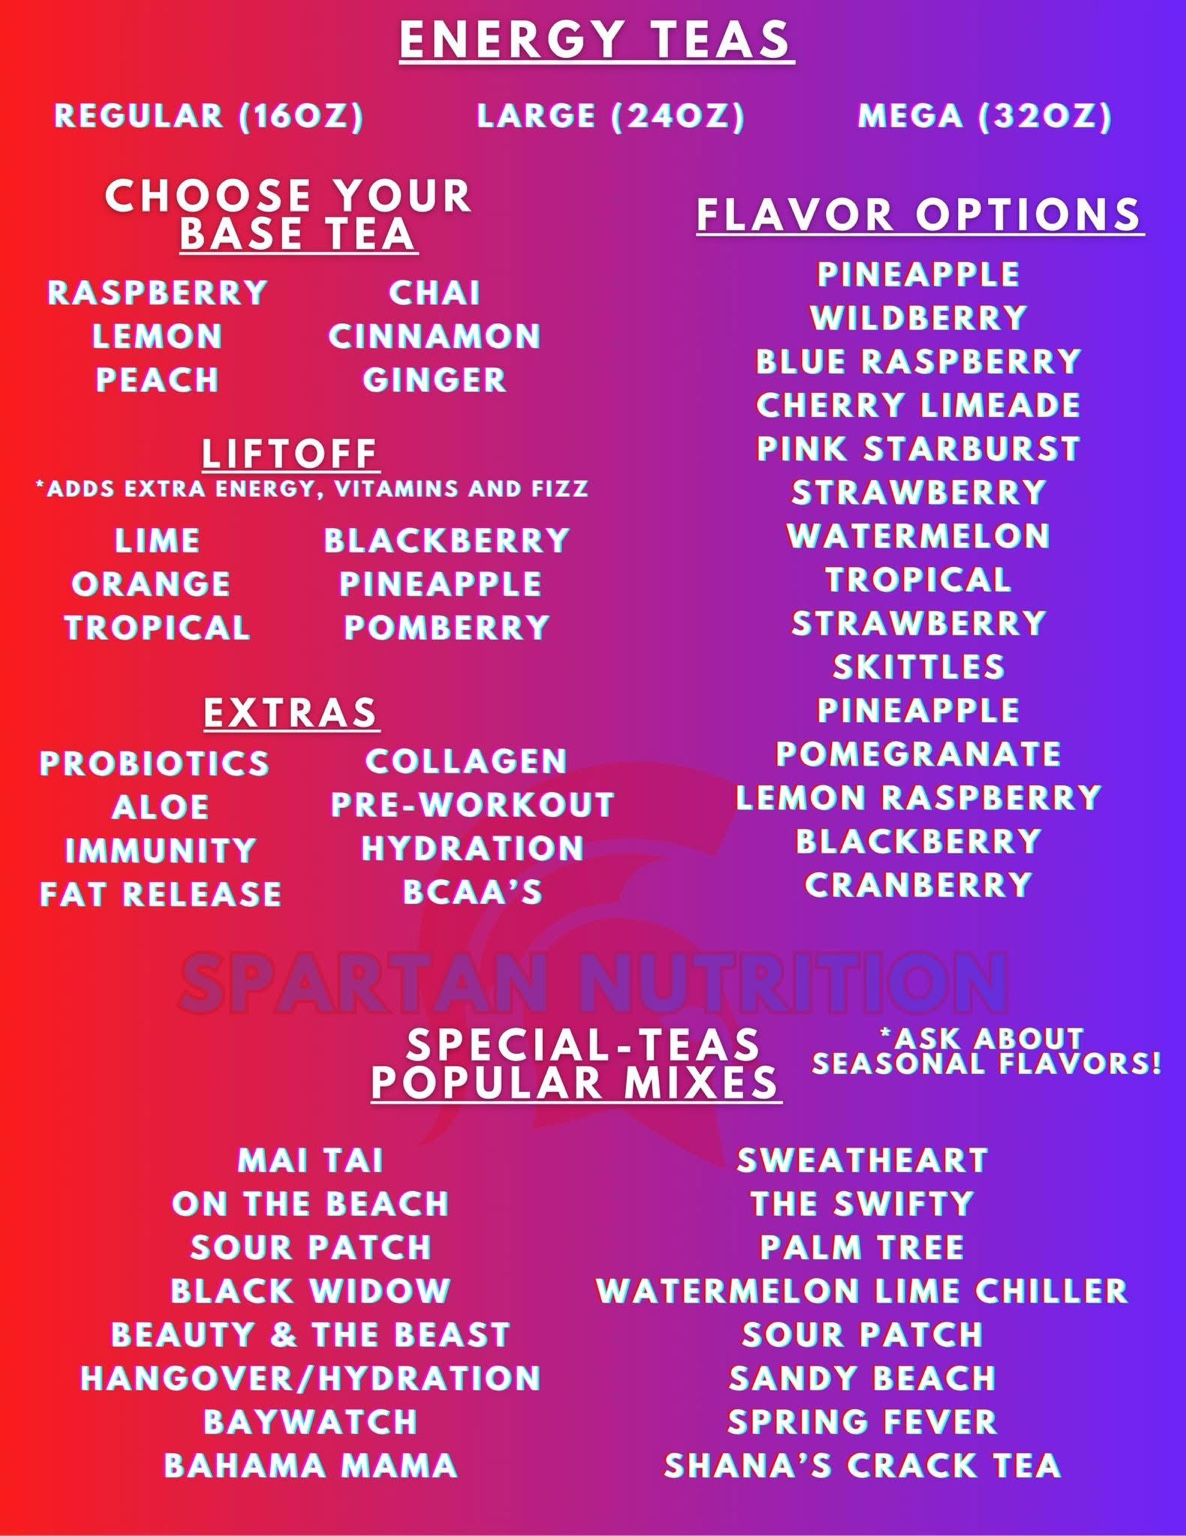 ENERGY TEAS
REGULAR (16OZ)
LARGE (24OZ)
MEGA (32OZ)
CHOOSE YOUR
BASE TEA
RASPBERRY
LEMON
PEACH
CHAI
CINNAMON
GINGER
LIFTOFF
*ADDS EXTRA ENERGY, VITAMINS AND FIZZ
LIME
ORANGE
TROPICAL
BLACKBERRY
PINEAPPLE
POMBERRY
EXTRAS
PROBIOTICS
ALOE
IMMUNITY
FAT RELEASE
COLLAGEN
PRE-WORKOUT
HYDRATION
BCAA'S
FLAVOR OPTIONS
PINEAPPLE
WILDBERRY
BLUE RASPBERRY
CHERRY LIMEADE
PINK STARBURST
STRAWBERRY
WATERMELON
TROPICAL
STRAWBERRY
SKITTLES
PINEAPPLE
POMEGRANATE
LEMON RASPBERRY
BLACKBERRY
CRANBERRY
SPARTAN NUTRITION
SPECIAL-TEAS
POPULAR MIXES
*ASK ABOUT
SEASONAL FLAVORS!
MAI TAI
ON THE BEACH
SOUR PATCH
BLACK WIDOW
BEAUTY & THE BEAST
HANGOVER/HYDRATION
BAYWATCH
BAHAMA MAMA
SWEATHEART
THE SWIFTY
PALM TREE
WATERMELON LIME CHILLER
SOUR PATCH
SANDY BEACH
SPRING FEVER
SHANA'S CRACK TEA